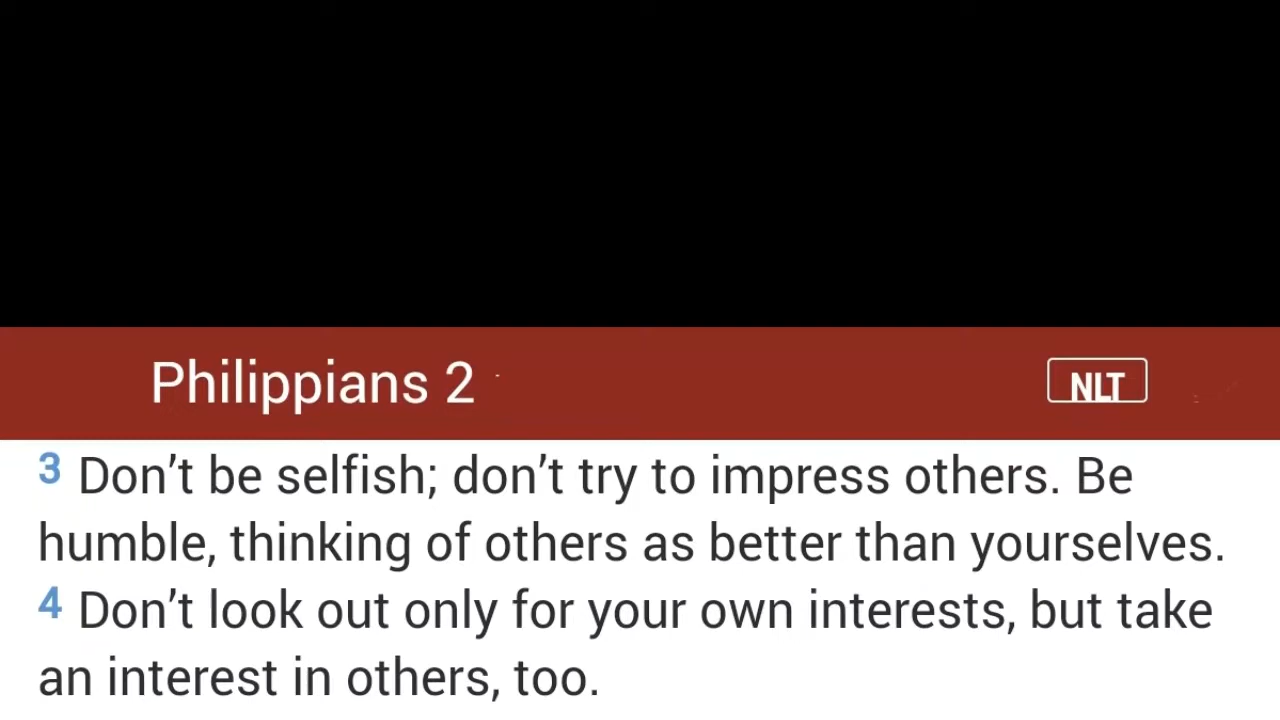 Philippians 2
NLT
3 Don’t be selfish; don’t try to impress others. Be
humble, thinking of others as better than yourselves.
4 Don’t look out only for your own interests, but take
an interest in others, too.